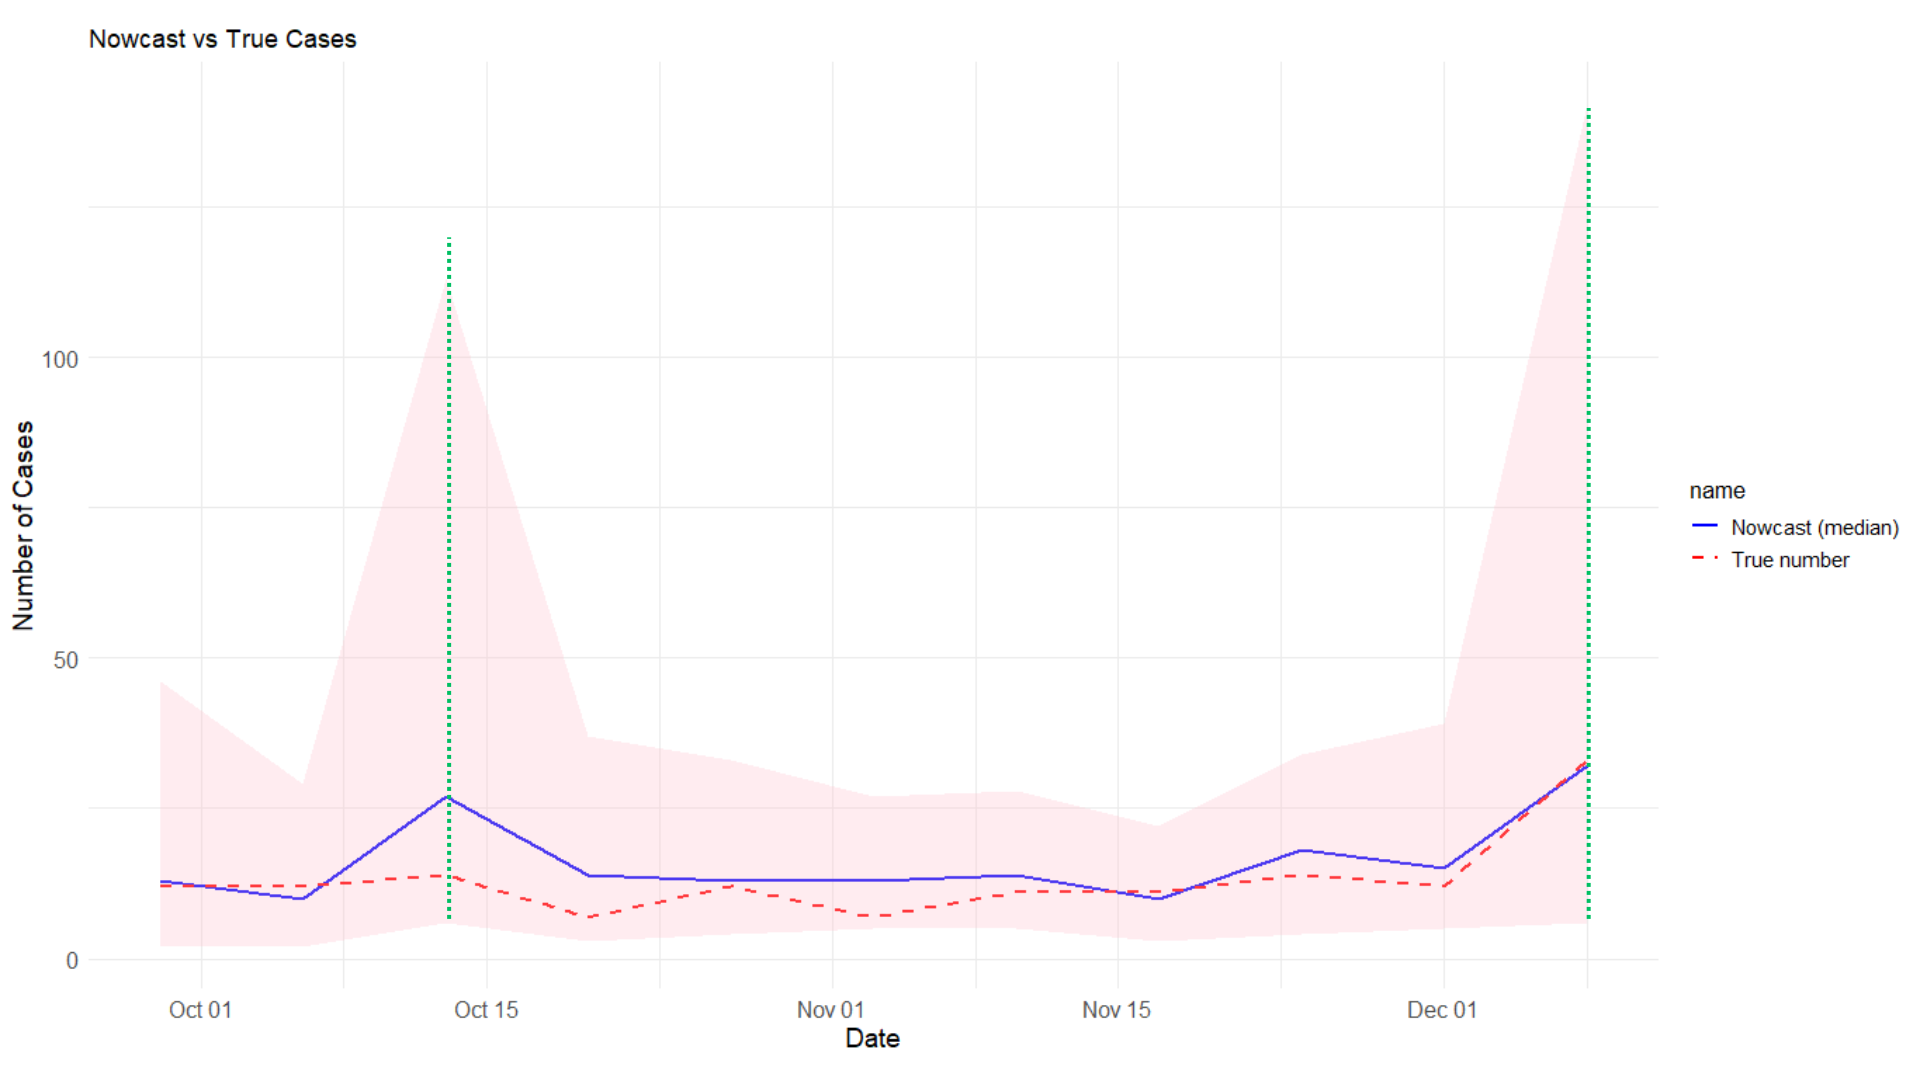 Nowcast vs True Cases
100
50
0
Number of Cases
Oct 01
Oct 15
Nov 01
Nov 15
Dec 01
Date
name
Nowcast (median)
True number